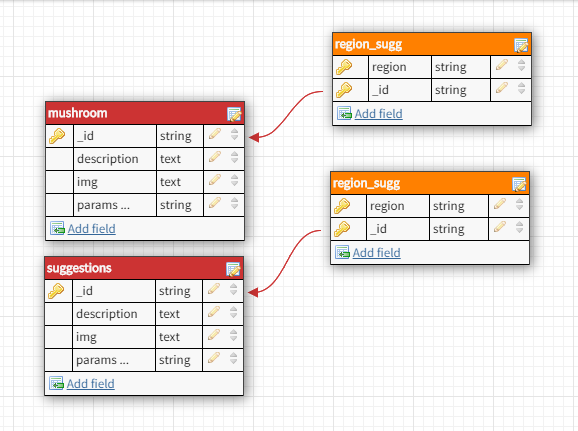 region_sugg
region string
_id string
Add field
mushroom
_id string
description text
img text
params ... string
Add field
region_sugg
region string
_id string
Add field
suggestions
_id string
description text
img text
params ... string
Add field